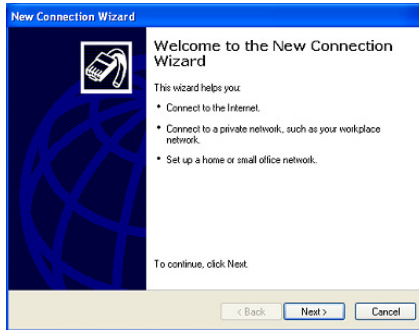 New Connection Wizard
Welcome to the New Connection
Wizard
This wizard helps you:
• Connect to the Internet.
• Connect to a private network, such as your workplace
network.
• Set up a home or small office network.
To continue, click Next.
< Back
Next >
Cancel